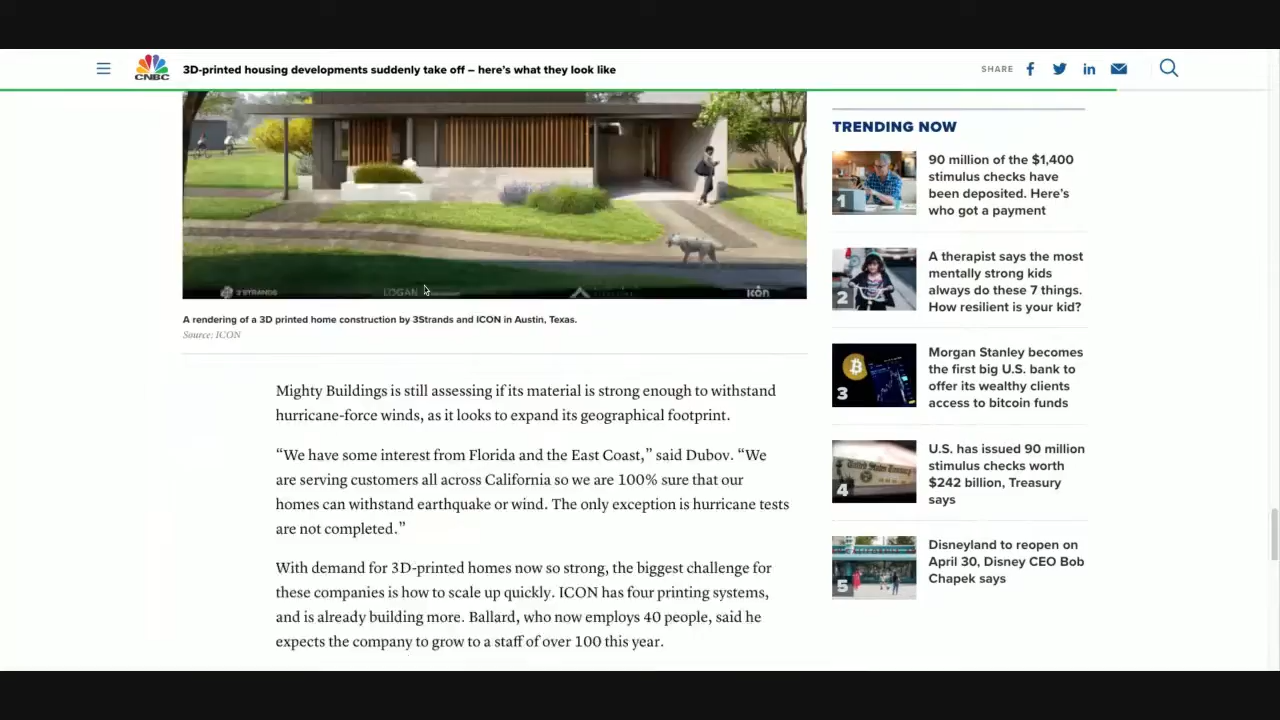 CNBC
3D-printed housing developments suddenly take off – here's what they look like
SHARE
2 STRANDS
LOGAN
ICON
A rendering of a 3D printed home construction by 3Strands and ICON in Austin, Texas.
Source: ICON
Mighty Buildings is still assessing if its material is strong enough to withstand
hurricane-force winds, as it looks to expand its geographical footprint.
“We have some interest from Florida and the East Coast,” said Dubov. “We
are serving customers all across California so we are 100% sure that our
homes can withstand earthquake or wind. The only exception is hurricane tests
are not completed.”
With demand for 3D-printed homes now so strong, the biggest challenge for
these companies is how to scale up quickly. ICON has four printing systems,
and is already building more. Ballard, who now employs 40 people, said he
expects the company to grow to a staff of over 100 this year.
TRENDING NOW
1
90 million of the $1,400
stimulus checks have
been deposited. Here's
who got a payment
2
A therapist says the most
mentally strong kids
always do these 7 things.
How resilient is your kid?
3
Morgan Stanley becomes
the first big U.S. bank to
offer its wealthy clients
access to bitcoin funds
4
U.S. has issued 90 million
stimulus checks worth
$242 billion, Treasury
says
5
Disneyland to reopen on
April 30, Disney CEO Bob
Chapek says